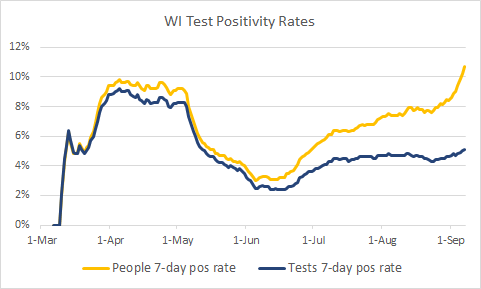 WI Test Positivity Rates
12%
10%
8%
6%
4%
2%
0%
1-Mar 1-Apr 1-May 1-Jun 1-Jul 1-Aug 1-Sep
People 7-day pos rate Tests 7-day pos rate